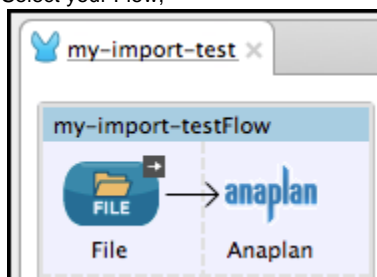 Select your Flow,
my-import-test
my-import-testFlow
FILE
anaplan
File
Anaplan